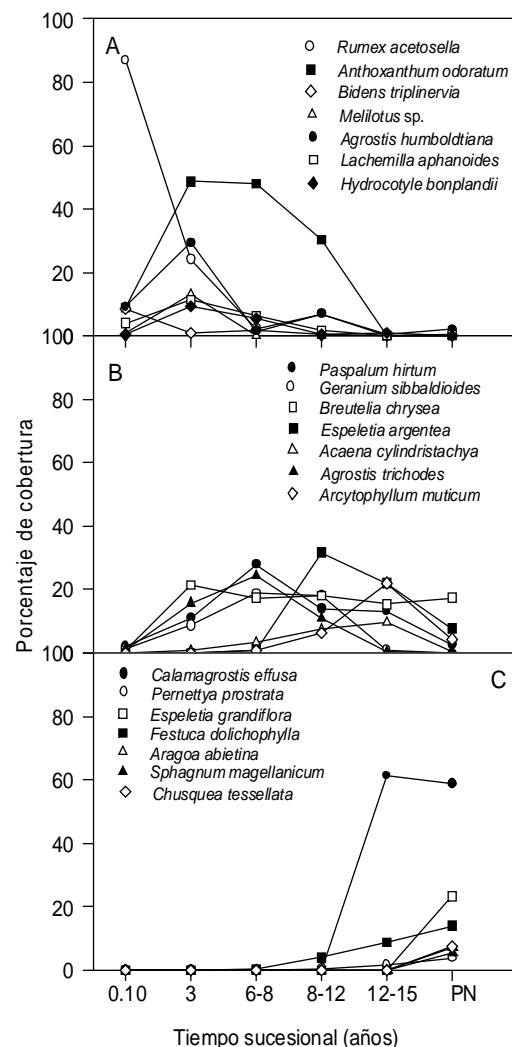 100
A
80
60
40
20
Rumex acetosella
Anthoxanthum odoratum
Bidens triplinervia
Melilotus sp.
Agrostis humboldtiana
Lachemilla aphanoides
Hydrocotyle bonplandii
100
B
80
60
40
20
Paspalum hirtum
Geranium sibbaldioides
Breutelia chrysea
Espeletia argentea
Acaena cylindristachya
Agrostis trichodes
Arcytophyllum muticum
Porcentaje de cobertura
100
C
80
60
40
20
0
Calamagrostis effusa
Pernettya prostrata
Espeletia grandiflora
Festuca dolichophylla
Aragoa abietina
Sphagnum magellanicum
Chusquea tessellata
0.10 3 6-8 8-12 12-15 PN
Tiempo sucesional (años)